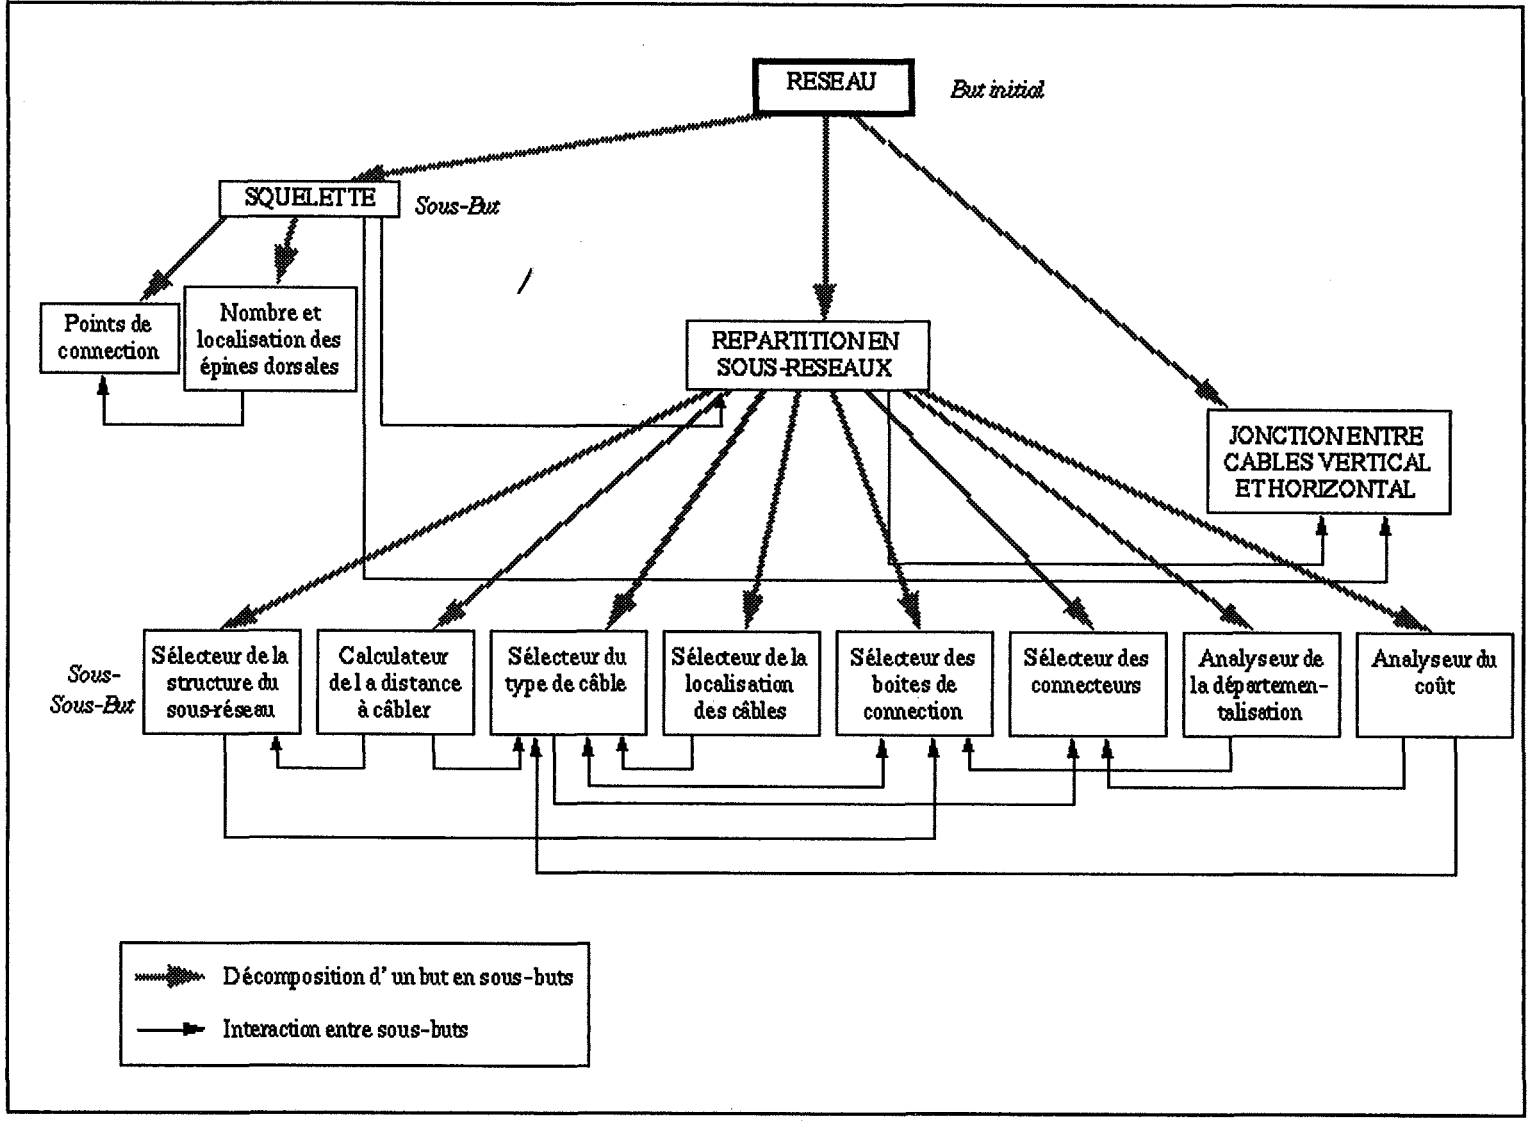 RESEAU
But initial
SQUELETTE
Sous-But
Points de
connection
Nombre et
localisation des
épines dorsales
REPARTITION EN
SOUS-RESEAUX
JONCTION ENTRE
CABLES VERTICAL
ET HORIZONTAL
Sous-
Sous-But
Sélecteur de la
structure du
sous-réseau
Calculateur
de la distance
à câbler
Sélecteur du
type de câble
Sélecteur de la
localisation
des câbles
Sélecteur des
boites de
connection
Sélecteur des
connecteurs
Analyseur de
la départemen-
talisation
Analyseur du
coût
Décomposition d'un but en sous-buts
Interaction entre sous-buts